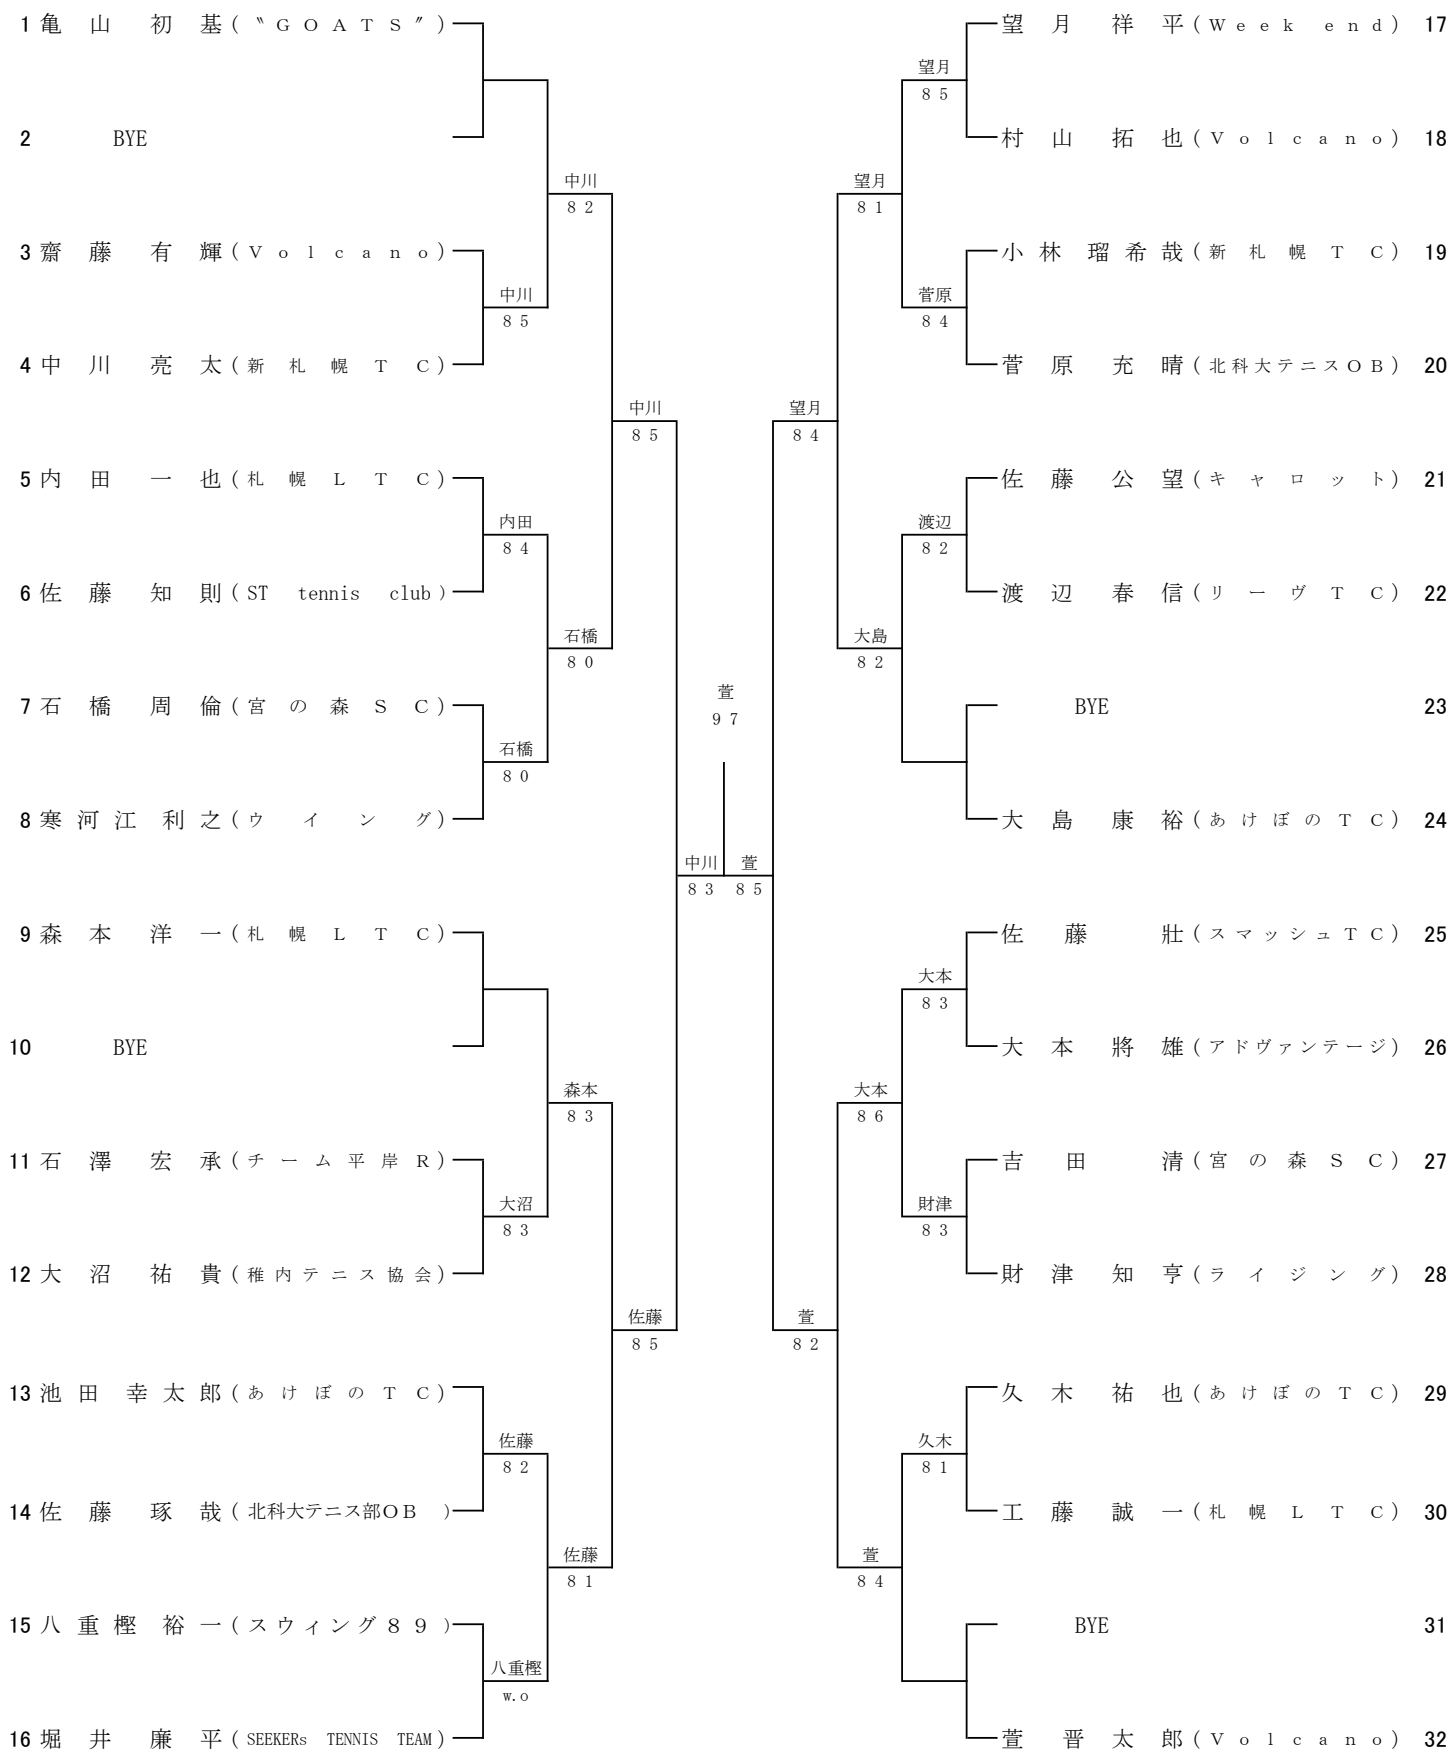 1 亀山 初基 (〝GOATS〞)
2 BYE
中川
82
3 齋藤 有輝 (Volcano)
中川
85
4 中川 亮太 (新札幌TC)
中川
85
5 内田 一也 (札幌LTC)
内田
84
6 佐藤 知則 (ST tennis club)
石橋
80
7 石橋 周倫 (宮の森SC)
石橋
80
8 寒河江 利之 (ウイング)
中川
83
9 森本 洋一 (札幌LTC)
10 BYE
森本
83
11 石澤 宏承 (チーム平岸R)
大沼
83
12 大沼 祐貴 (稚内テニス協会)
佐藤
85
13 池田 幸太郎 (あけぼのTC)
佐藤
82
14 佐藤 琢哉 (北科大テニス部OB )
佐藤
81
15 八重樫 裕一 (スウィング89)
八重樫
w.o
16 堀井 廉平 (SEEKERs TENNIS TEAM)
萱
97
望月 祥平 (Week end) 17
望月
85
村山 拓也 (Volcano) 18
望月
81
小林 瑠希哉 (新札幌TC) 19
菅原
84
菅原 充晴 (北科大テニスOB) 20
望月
84
佐藤 公望 (キャロット) 21
渡辺
82
渡辺 春信 (リーヴTC) 22
大島
82
BYE 23
大島 康裕 (あけぼのTC) 24
萱
85
佐藤 壯 (スマッシュTC) 25
大本
83
大本 將雄 (アドヴァンテージ) 26
大本
86
吉田 清 (宮の森SC) 27
財津
83
財津 知亨 (ライジング) 28
萱
82
久木 祐也 (あけぼのTC) 29
久木
81
工藤 誠一 (札幌LTC) 30
萱
84
BYE 31
萱 晋太郎 (Volcano) 32